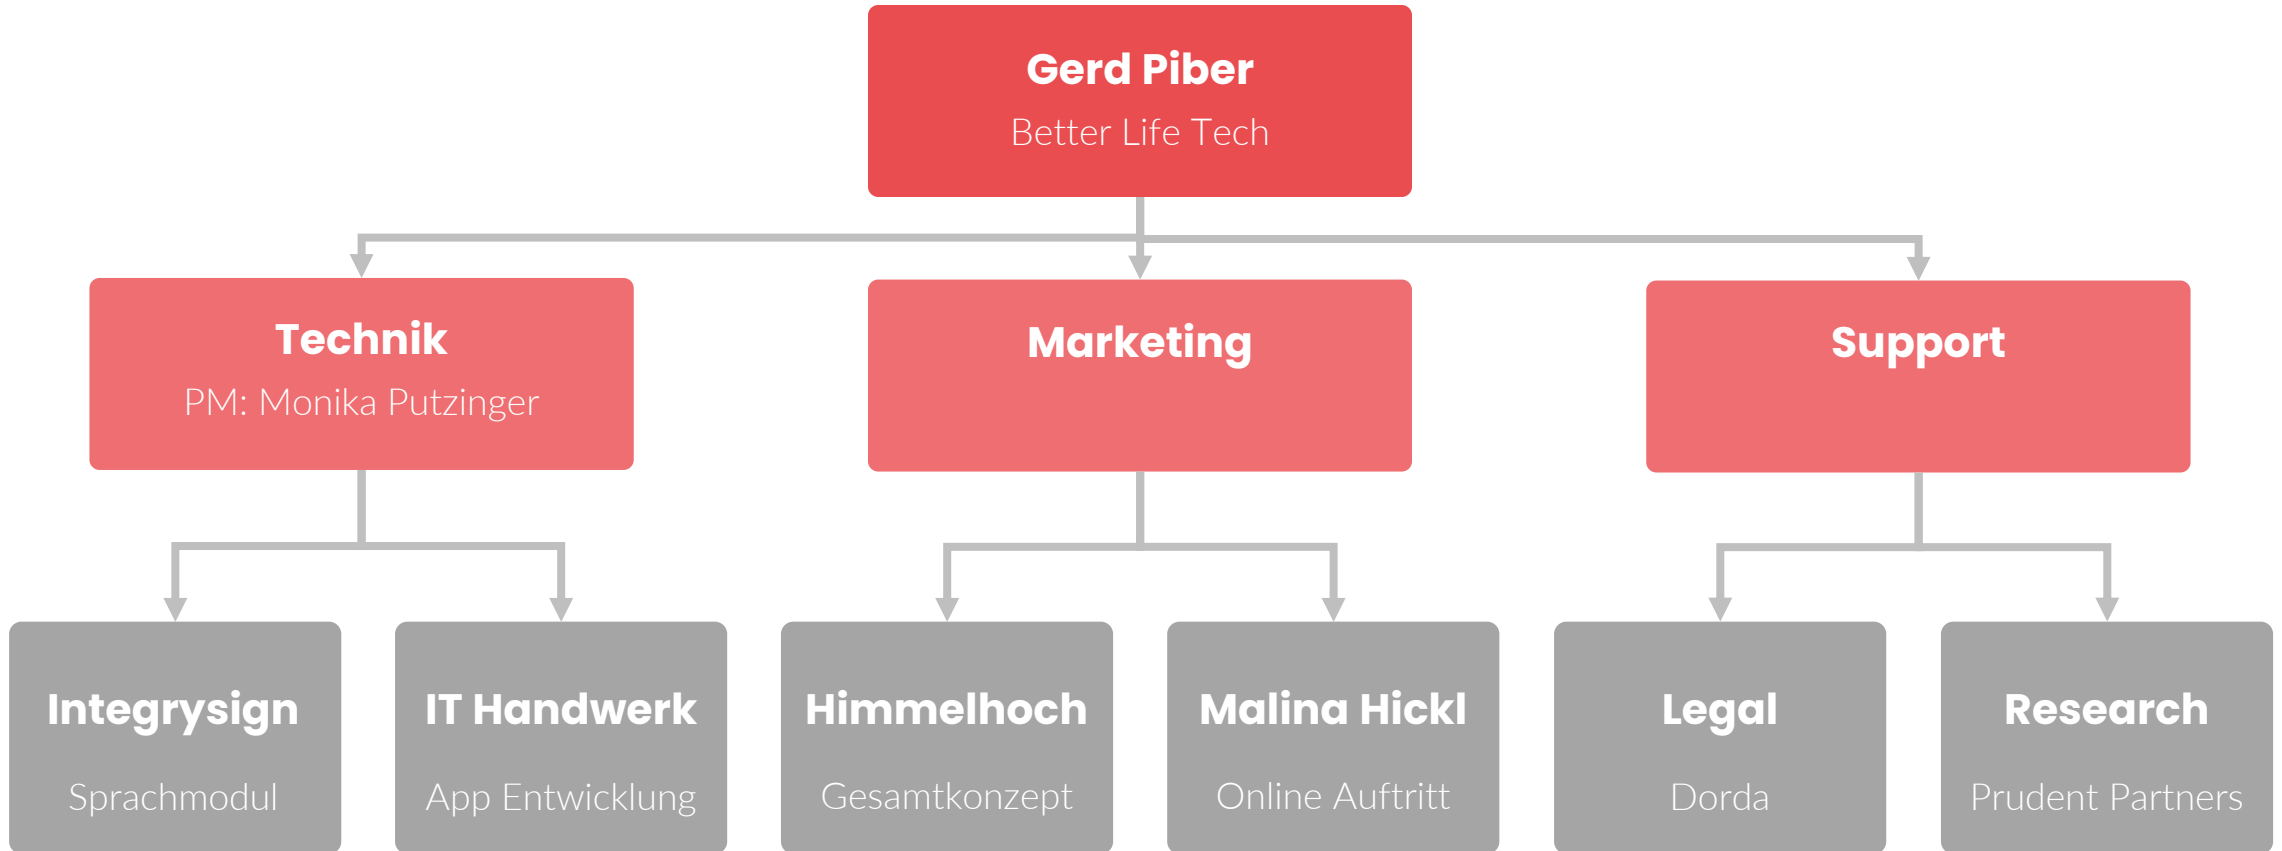 Gerd Piber
Better Life Tech
Technik
PM: Monika Putzinger
Marketing
Support
Integrysign
Sprachmodul
IT Handwerk
App Entwicklung
Himmelhoch
Gesamtkonzept
Malina Hickl
Online Auftritt
Legal
Dorda
Research
Prudent Partners